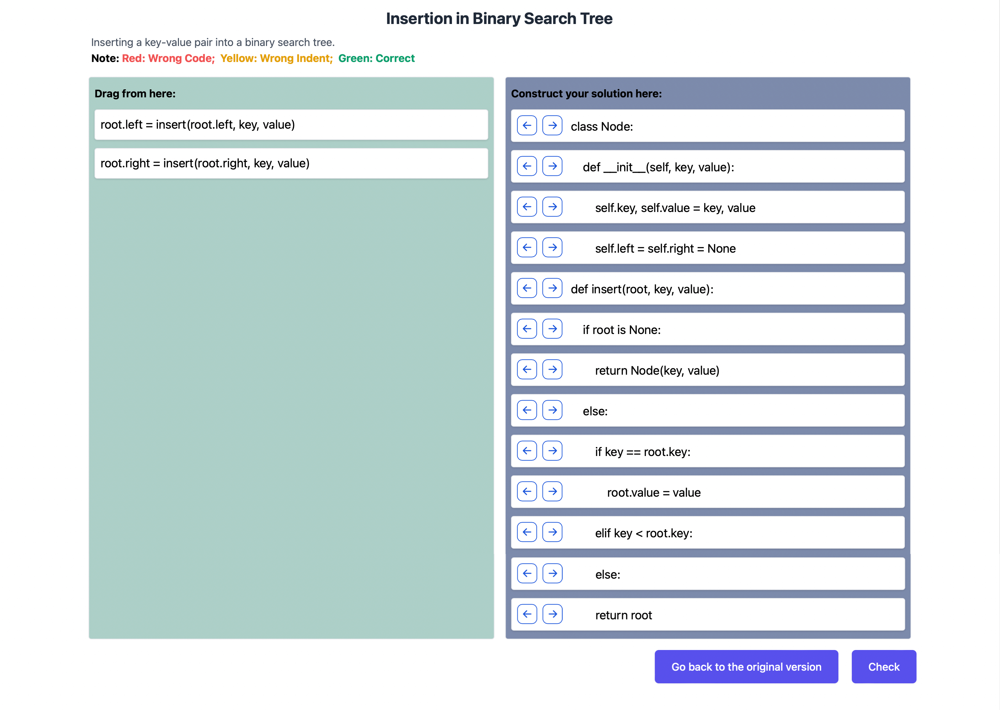 Insertion in Binary Search Tree
Inserting a key-value pair into a binary search tree.
Note: Red: Wrong Code; Yellow: Wrong Indent; Green: Correct
Drag from here:
root.left = insert(root.left, key, value)
root.right = insert(root.right, key, value)
Construct your solution here:
class Node:
def __init__(self, key, value):
self.key, self.value = key, value
self.left = self.right = None
def insert(root, key, value):
if root is None:
return Node(key, value)
else:
if key == root.key:
root.value = value
elif key < root.key:
else:
return root
Go back to the original version
Check